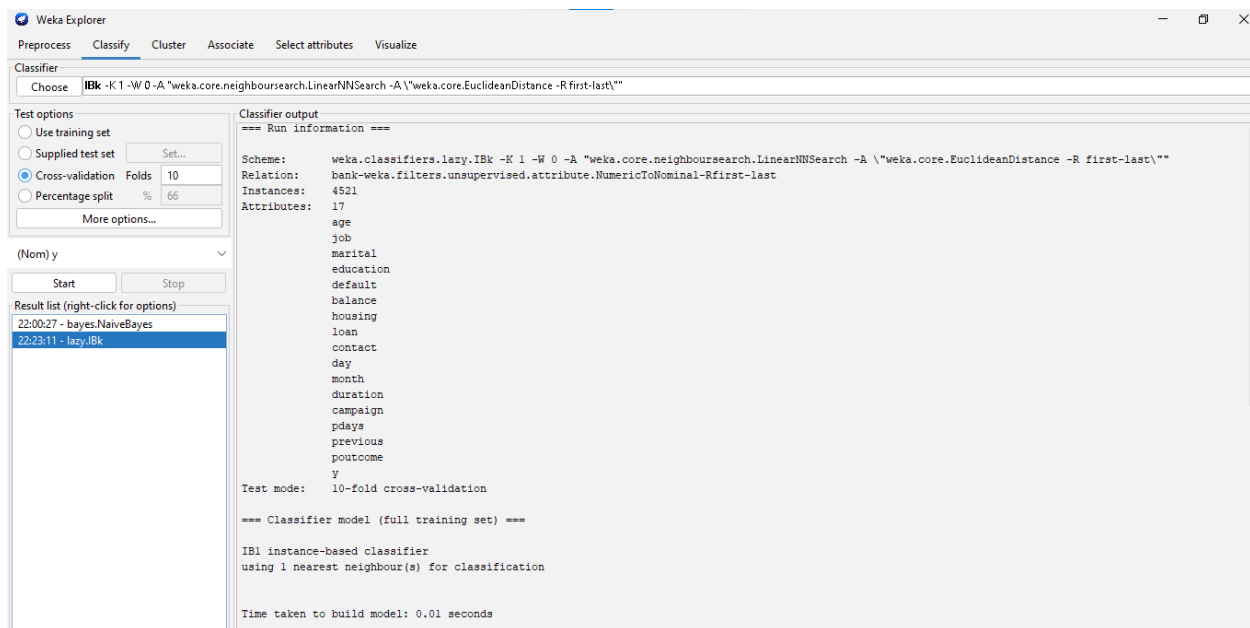 Weka Explorer
Preprocess Classify Cluster Associate Select attributes Visualize
Classifier
Choose IBk -K 1 -W 0 -A "weka.core.neighboursearch.LinearNNSearch -A \"weka.core.EuclideanDistance -R first-last\""
Test options
Use training set
Supplied test set Set...
Cross-validation Folds 10
Percentage split % 66
More options...
(Nom) y
Start Stop
Result list (right-click for options)
22:00:27 - bayes.NaiveBayes
22:23:11 - lazy.IBk
Classifier output
=== Run information ===
Scheme: weka.classifiers.lazy.IBk -K 1 -W 0 -A "weka.core.neighboursearch.LinearNNSearch -A \"weka.core.EuclideanDistance -R first-last\""
Relation: bank-weka.filters.unsupervised.attribute.NumericToNominal-Rfirst-last
Instances: 4521
Attributes: 17
age
job
marital
education
default
balance
housing
loan
contact
day
month
duration
campaign
pdays
previous
poutcome
y
Test mode: 10-fold cross-validation
=== Classifier model (full training set) ===
IB1 instance-based classifier
using 1 nearest neighbour(s) for classification
Time taken to build model: 0.01 seconds